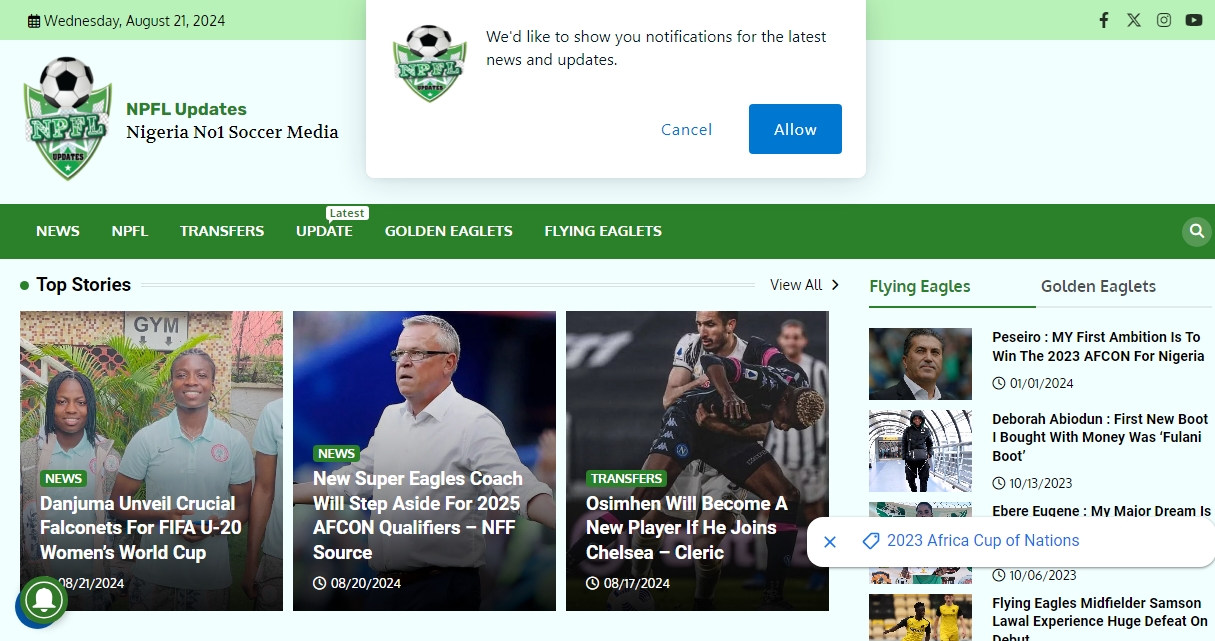 Wednesday, August 21, 2024
We'd like to show you notifications for the latest
news and updates.
Cancel
Allow
NPFL
UPDATES
NPFL
UPDATES
NPFL Updates
Nigeria No1 Soccer Media
NEWS
NPFL
TRANSFERS
UPDATE
Latest
GOLDEN EAGLETS
FLYING EAGLETS
Top Stories
View All
GYM
NEWS
Danjuma Unveil Crucial
Falconets For FIFA U-20
Women's World Cup
08/21/2024
NEWS
New Super Eagles Coach
Will Step Aside For 2025
AFCON Qualifiers – NFF
Source
08/20/2024
TRANSFERS
Osimhen Will Become A
New Player If He Joins
Chelsea – Cleric
08/17/2024
Flying Eagles
Golden Eaglets
Peseiro : MY First Ambition Is To
Win The 2023 AFCON For Nigeria
01/01/2024
Deborah Abiodun : First New Boot
I Bought With Money Was ‘Fulani
Boot’
10/13/2023
Ebere Eugene : My Major Dream Is
2023 Africa Cup of Nations
10/06/2023
Flying Eagles Midfielder Samson
Lawal Experience Huge Defeat On
Debut